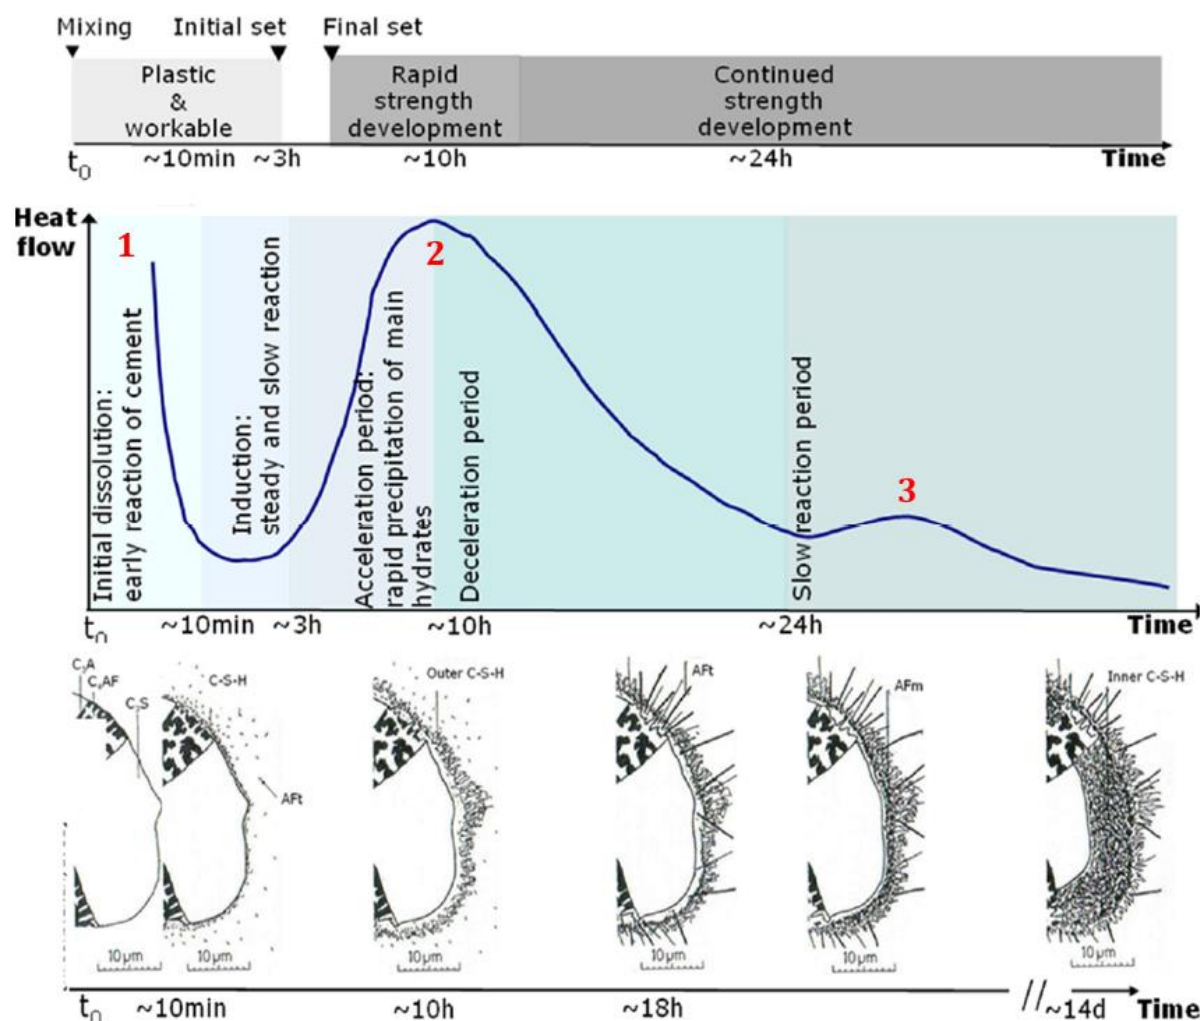 Mixing Initial set Final set
Plastic
&
workable
Rapid
strength
development
Continued
strength
development
t₀ ~10min ~3h ~10h ~24h Time
Heat
flow
1
2
3
Initial dissolution:
early reaction of cement
Induction:
steady and slow reaction
Acceleration period:
rapid precipitation of main
hydrates
Deceleration period
Slow reaction period
t₀ ~10min ~3h ~10h ~24h Time
C₃A
C₄AF
C₃S
C-S-H
AFt
Outer C-S-H
AFt
AFm
Inner C-S-H
10µm 10µm 10µm 10µm 10µm 10µm
t₀ ~10min ~10h ~18h ~14d Time